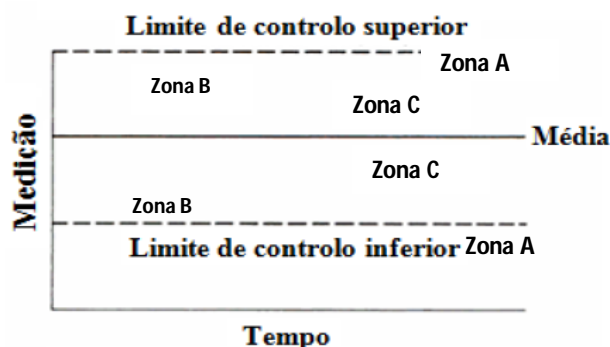 Limite de controlo superior
Zona A
Zona B
Zona C
Medição
Média
Zona C
Zona B
Limite de controlo inferior Zona A
Tempo